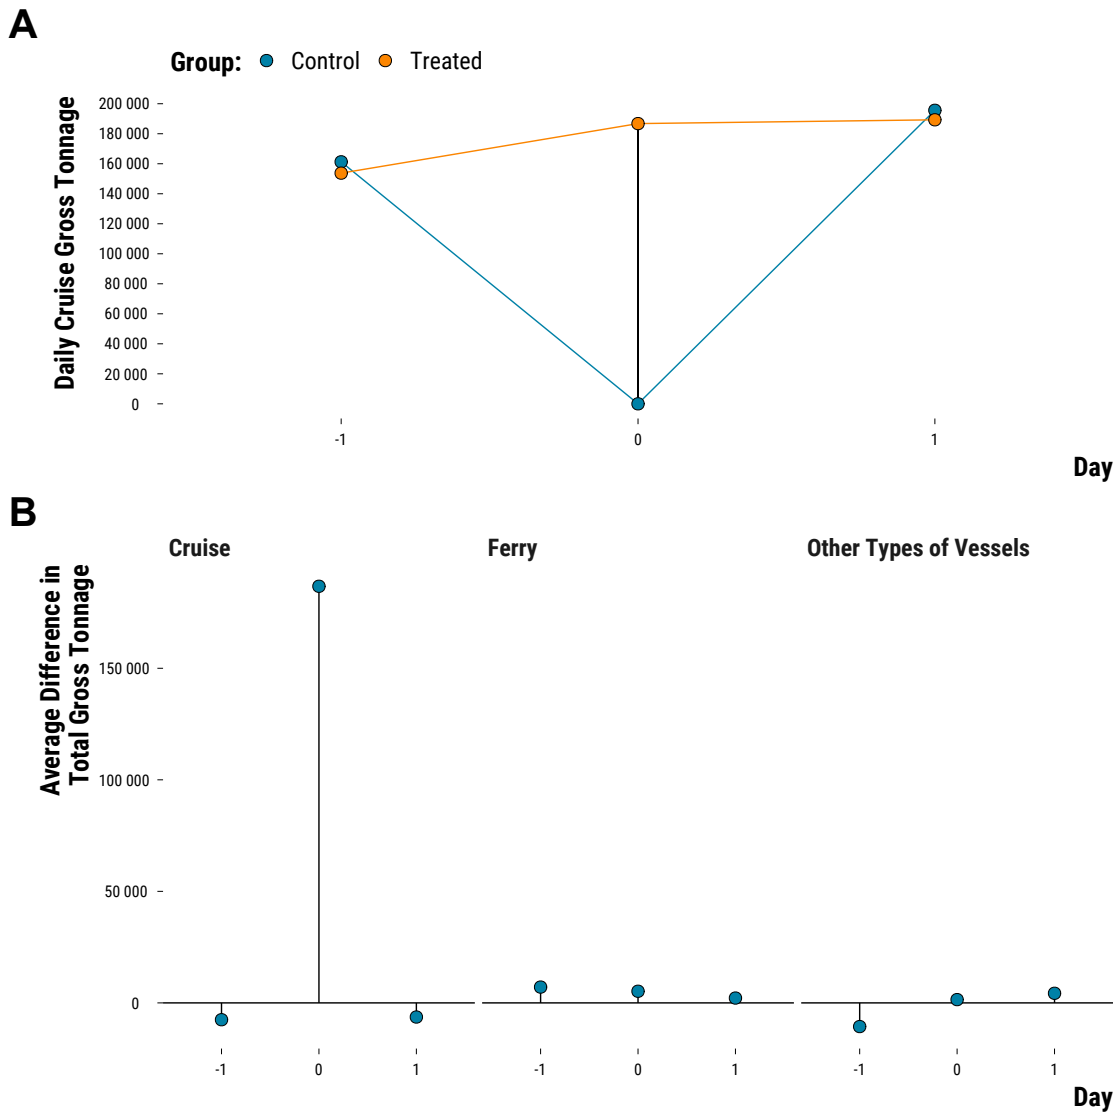 A
Group: Control Treated
Daily Cruise Gross Tonnage
200 000
180 000
160 000
140 000
120 000
100 000
80 000
60 000
40 000
20 000
0
-1 0 1
Day
B
Cruise Ferry Other Types of Vessels
Average Difference in
Total Gross Tonnage
150 000
100 000
50 000
0
-1 0 1 -1 0 1 -1 0 1
Day